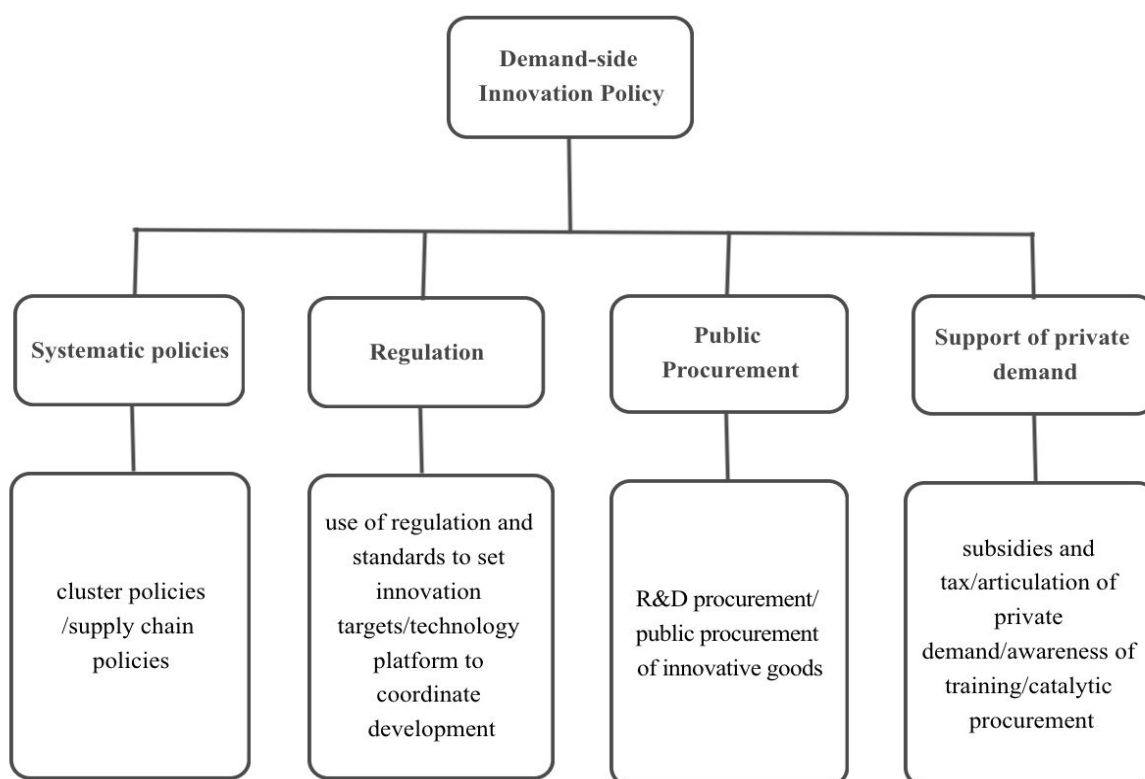 Demand-side
Innovation Policy
Systematic policies
Regulation
Public
Procurement
Support of private
demand
cluster policies
/supply chain
policies
use of regulation and
standards to set
innovation
targets/technology
platform to
coordinate
development
R&D procurement/
public procurement
of innovative goods
subsidies and
tax/articulation of
private
demand/awareness of
training/catalytic
procurement